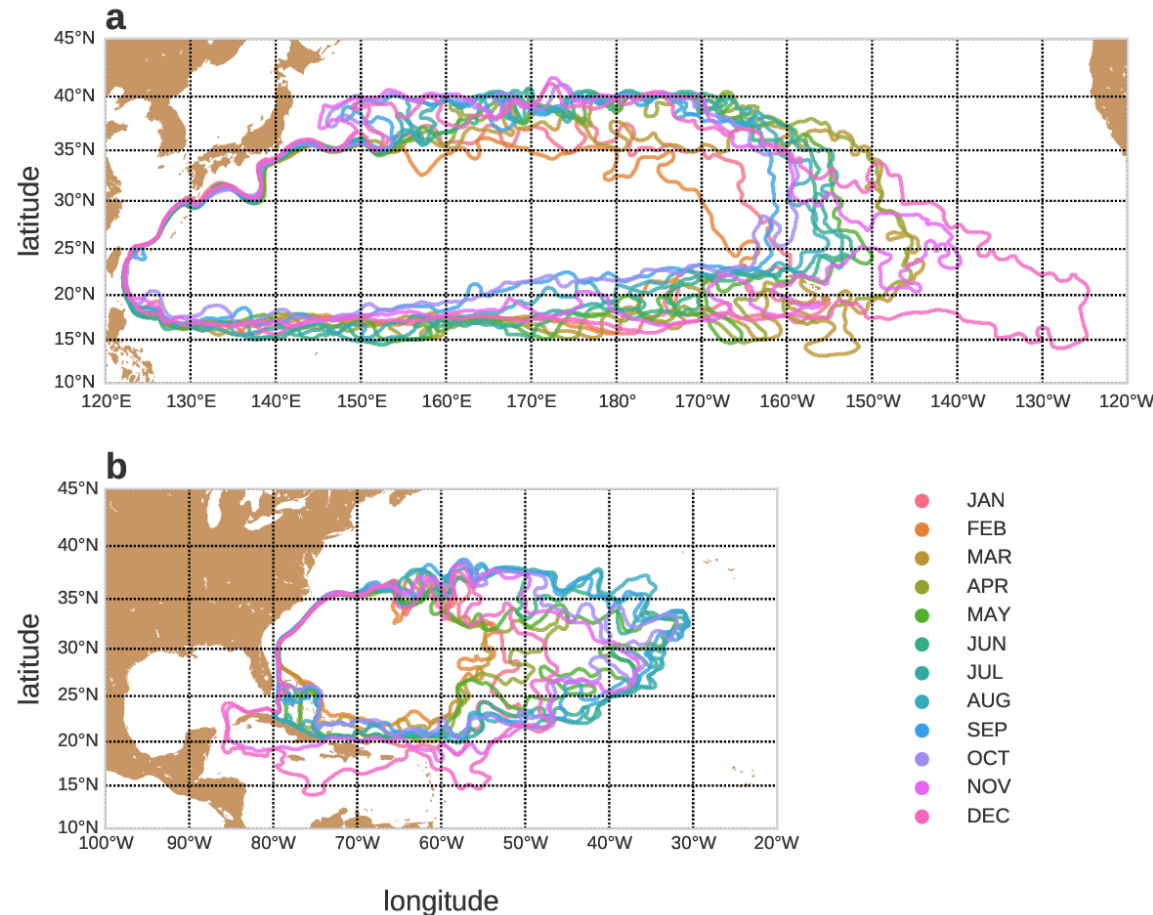 a
45°N
40°N
35°N
30°N
25°N
20°N
15°N
10°N
latitude
120°E 130°E 140°E 150°E 160°E 170°E 180° 170°W 160°W 150°W 140°W 130°W 120°W
b
45°N
40°N
35°N
30°N
25°N
20°N
15°N
10°N
latitude
100°W 90°W 80°W 70°W 60°W 50°W 40°W 30°W 20°W
longitude
JAN
FEB
MAR
APR
MAY
JUN
JUL
AUG
SEP
OCT
NOV
DEC